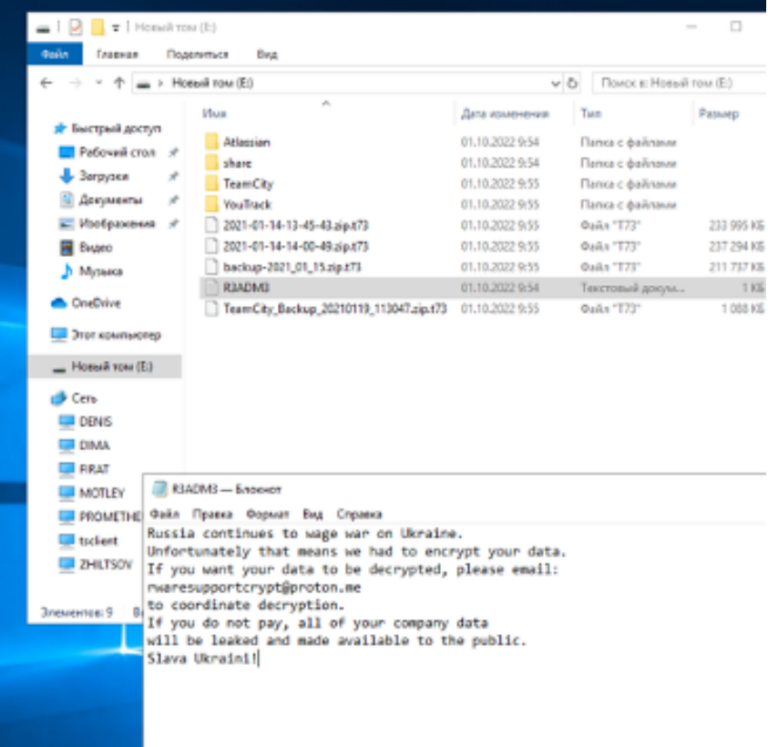 Новый том (E:)
Файл Главная Поделиться Вид
Новый том (E:)
Поиск в: Новый том (E:)
Имя Дата изменения Тип Размер
Быстрый доступ
Рабочий стол
Загрузки
Документы
Изображения
Видео
Музыка
OneDrive
Этот компьютер
Новый том (E:)
Сеть
DENIS
DIMA
FIRAT
MOTLEY
PROMETHE
tsclient
ZHILTSOV
Atlassian 01.10.2022 9:54 Папка с файлами
share 01.10.2022 9:54 Папка с файлами
TeamCity 01.10.2022 9:55 Папка с файлами
YouTrack 01.10.2022 9:55 Папка с файлами
2021-01-14-13-45-43.zip.t73 01.10.2022 9:55 Файл "T73" 233 995 КБ
2021-01-14-14-00-49.zip.t73 01.10.2022 9:55 Файл "T73" 237 294 КБ
backup-2021_01_15.zip.t73 01.10.2022 9:55 Файл "T73" 211 737 КБ
R3ADM3 01.10.2022 9:54 Текстовый докум... 1 КБ
TeamCity_Backup_20210119_113047.zip.t73 01.10.2022 9:55 Файл "T73" 1 088 КБ
Элементов: 9
R3ADM3 — Блокнот
Файл Правка Формат Вид Справка
Russia continues to wage war on Ukraine.
Unfortunately that means we had to encrypt your data.
If you want your data to be decrypted, please email:
rwaresupportcrypt@proton.me
to coordinate decryption.
If you do not pay, all of your company data
will be leaked and made available to the public.
Slava Ukraini!